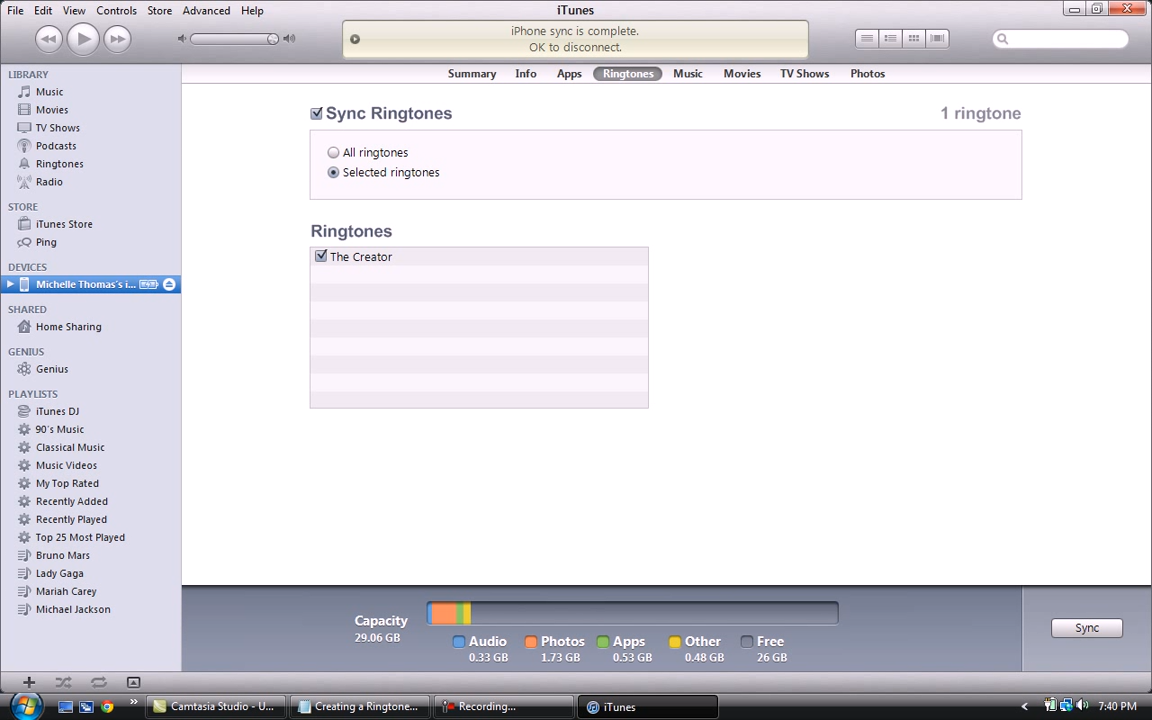 File Edit View Controls Store Advanced Help
iTunes
iPhone sync is complete.
OK to disconnect.
LIBRARY
Music
Movies
TV Shows
Podcasts
Ringtones
Radio
STORE
iTunes Store
Ping
DEVICES
Michelle Thomas's i...
SHARED
Home Sharing
GENIUS
Genius
PLAYLISTS
iTunes DJ
90's Music
Classical Music
Music Videos
My Top Rated
Recently Added
Recently Played
Top 25 Most Played
Bruno Mars
Lady Gaga
Mariah Carey
Michael Jackson
Summary Info Apps Ringtones Music Movies TV Shows Photos
Sync Ringtones 1 ringtone
All ringtones
Selected ringtones
Ringtones
The Creator
Capacity
29.06 GB
Audio Photos Apps Other Free
0.33 GB 1.73 GB 0.53 GB 0.48 GB 26 GB
Sync
Camtasia Studio - U... Creating a Ringtone... Recording... iTunes 7:40 PM